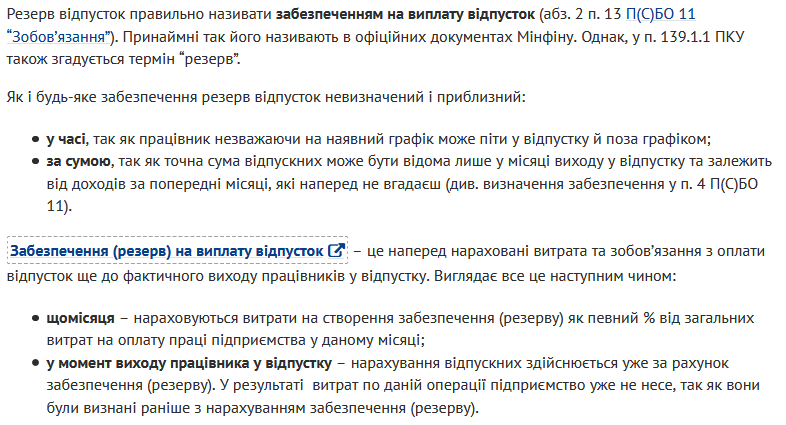 Резерв відпусток правильно називати забезпеченням на виплату відпусток (абз. 2 п. 13 П(С)БО 11
“Зобов’язання”). Принаймні так його називають в офіційних документах Мінфіну. Однак, у п. 139.1.1 ПКУ
також згадується термін “резерв”.
Як і будь-яке забезпечення резерв відпусток невизначений і приблизний:
● у часі, так як працівник незважаючи на наявний графік може піти у відпустку й поза графіком;
● за сумою, так як точна сума відпускних може бути відома лише у місяці виходу у відпустку та залежить
від доходів за попередні місяці, які наперед не вгадаєш (див. визначення забезпечення у п. 4 П(С)БО
11).
Забезпечення (резерв) на виплату відпусток – це наперед нараховані витрата та зобов’язання з оплати
відпусток ще до фактичного виходу працівників у відпустку. Виглядає все це наступним чином:
● щомісяця – нараховуються витрати на створення забезпечення (резерву) як певний % від загальних
витрат на оплату праці підприємства у даному місяці;
● у момент виходу працівника у відпустку – нарахування відпускних здійснюється уже за рахунок
забезпечення (резерву). У результаті  витрат по даній операції підприємство уже не несе, так як вони
були визнані раніше з нарахуванням забезпечення (резерву).